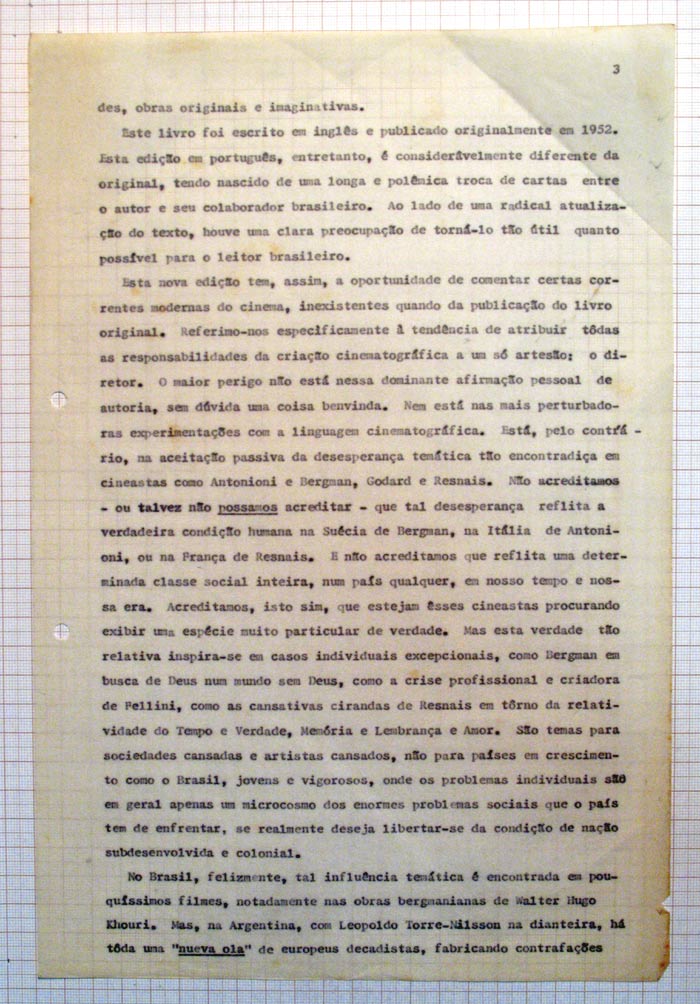 3
des, obras originais e imaginativas.
Este livro foi escrito em inglês e publicado originalmente em 1952.
Esta edição em português, entretanto, é considerávelmente diferente da
original, tendo nascido de uma longa e polêmica troca de cartas entre
o autor e seu colaborador brasileiro. Ao lado de uma radical atualiza-
ção do texto, houve uma clara preocupação de torná-lo tão útil quanto
possível para o leitor brasileiro.
Esta nova edição tem, assim, a oportunidade de comentar certas cor-
rentes modernas do cinema, inexistentes quando da publicação do livro
original. Referimo-nos especìficamente à tendência de atribuir tôdas
as responsabilidades da criação cinematográfica a um só artesão: o di-
retor. O maior perigo não está nessa dominante afirmação pessoal de
autoria, sem dúvida uma coisa benvinda. Nem está nas mais perturbado-
ras experimentações com a linguagem cinematográfica. Está, pelo contrá-
rio, na aceitação passiva da desesperança temática tão encontradiça em
cineastas como Antonioni e Bergman, Godard e Resnais. Não acreditamos
- ou talvez não possamos acreditar - que tal desesperança reflita a
verdadeira condição humana na Suécia de Bergman, na Itália de Antoni-
oni, ou na França de Resnais. E não acreditamos que reflita uma deter-
minada classe social inteira, num país qualquer, em nosso tempo e nos-
sa era. Acreditamos, isto sim, que estejam êsses cineastas procurando
exibir uma espécie muito particular de verdade. Mas esta verdade tão
relativa inspira-se em casos individuais excepcionais, como Bergman em
busca de Deus num mundo sem Deus, como a crise profissional e criadora
de Fellini, como as cansativas cirandas de Resnais em tôrno da relati-
vidade do Tempo e Verdade, Memória e Lembrança e Amor. São temas para
sociedades cansadas e artistas cansados, não para países em crescimen-
to como o Brasil, jovens e vigorosos, onde os problemas individuais são
em geral apenas um microcosmo dos enormes problemas sociais que o país
tem de enfrentar, se realmente deseja libertar-se da condição de nação
subdesenvolvida e colonial.
No Brasil, felizmente, tal influência temática é encontrada em pou-
quíssimos filmes, notadamente nas obras bergmanianas de Walter Hugo
Khouri. Mas, na Argentina, com Leopoldo Torre-Nilsson na dianteira, há
tôda uma "nueva ola" de europeus decadistas, fabricando contrafações